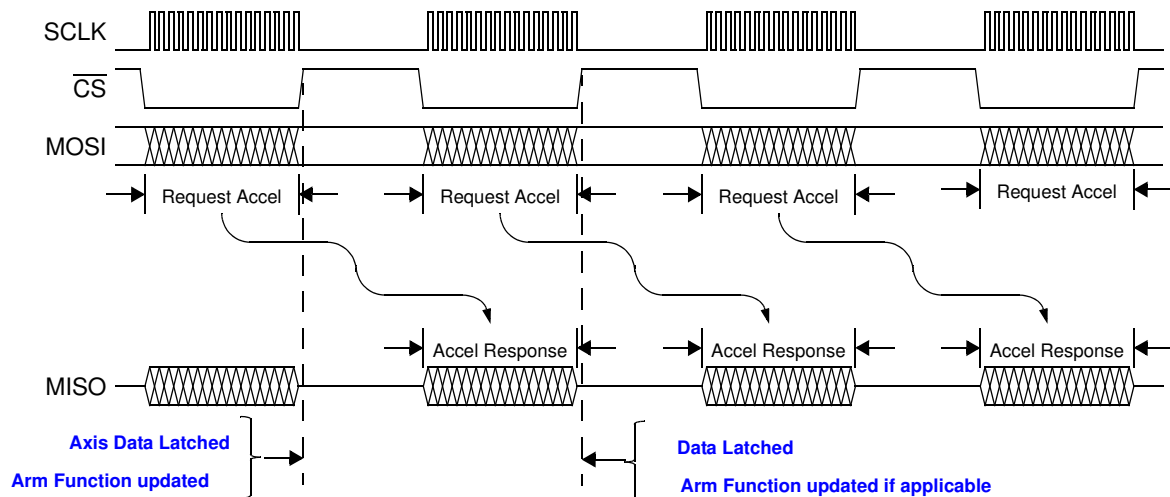 SCLK
CS
MOSI
Request Accel Request Accel Request Accel Request Accel
Accel Response Accel Response Accel Response
MISO
Axis Data Latched
Arm Function updated
Data Latched
Arm Function updated if applicable